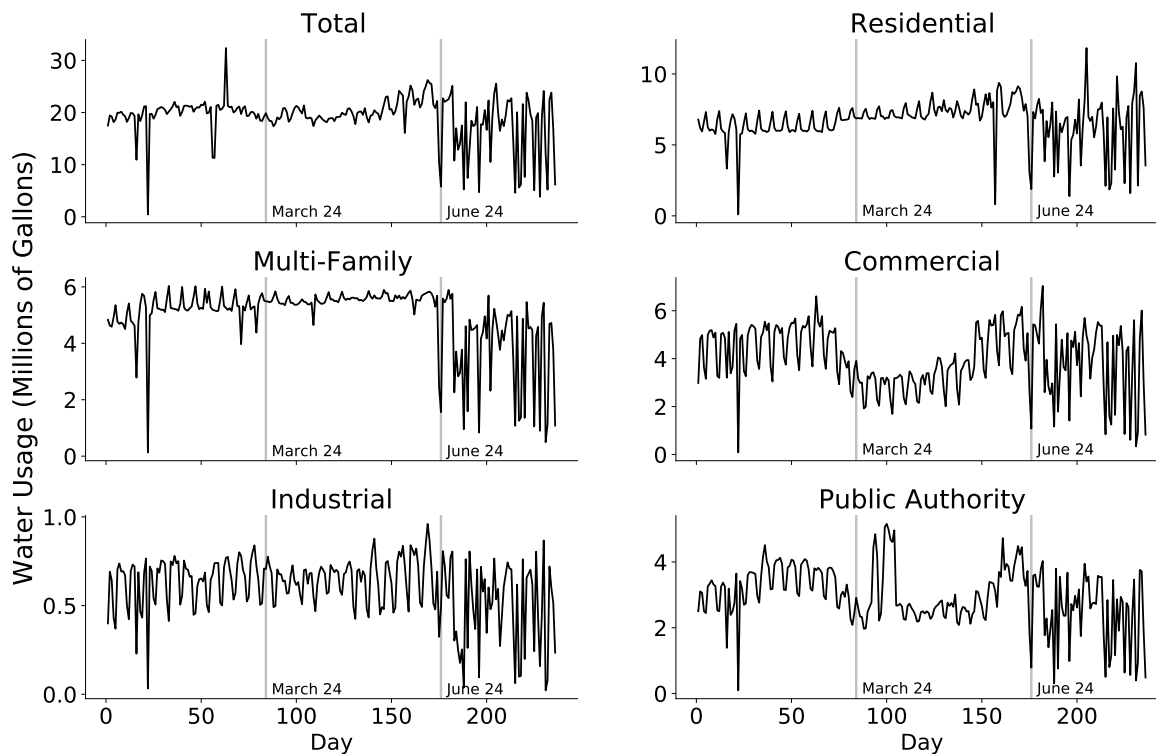 Water Usage (Millions of Gallons)
Total
30
20
10
0
March 24
June 24
Residential
10
5
0
March 24
June 24
Multi-Family
6
4
2
0
March 24
June 24
Commercial
6
4
2
0
March 24
June 24
Industrial
1.0
0.5
0.0
March 24
June 24
0 50 100 150 200
Day
Public Authority
4
2
0
March 24
June 24
0 50 100 150 200
Day